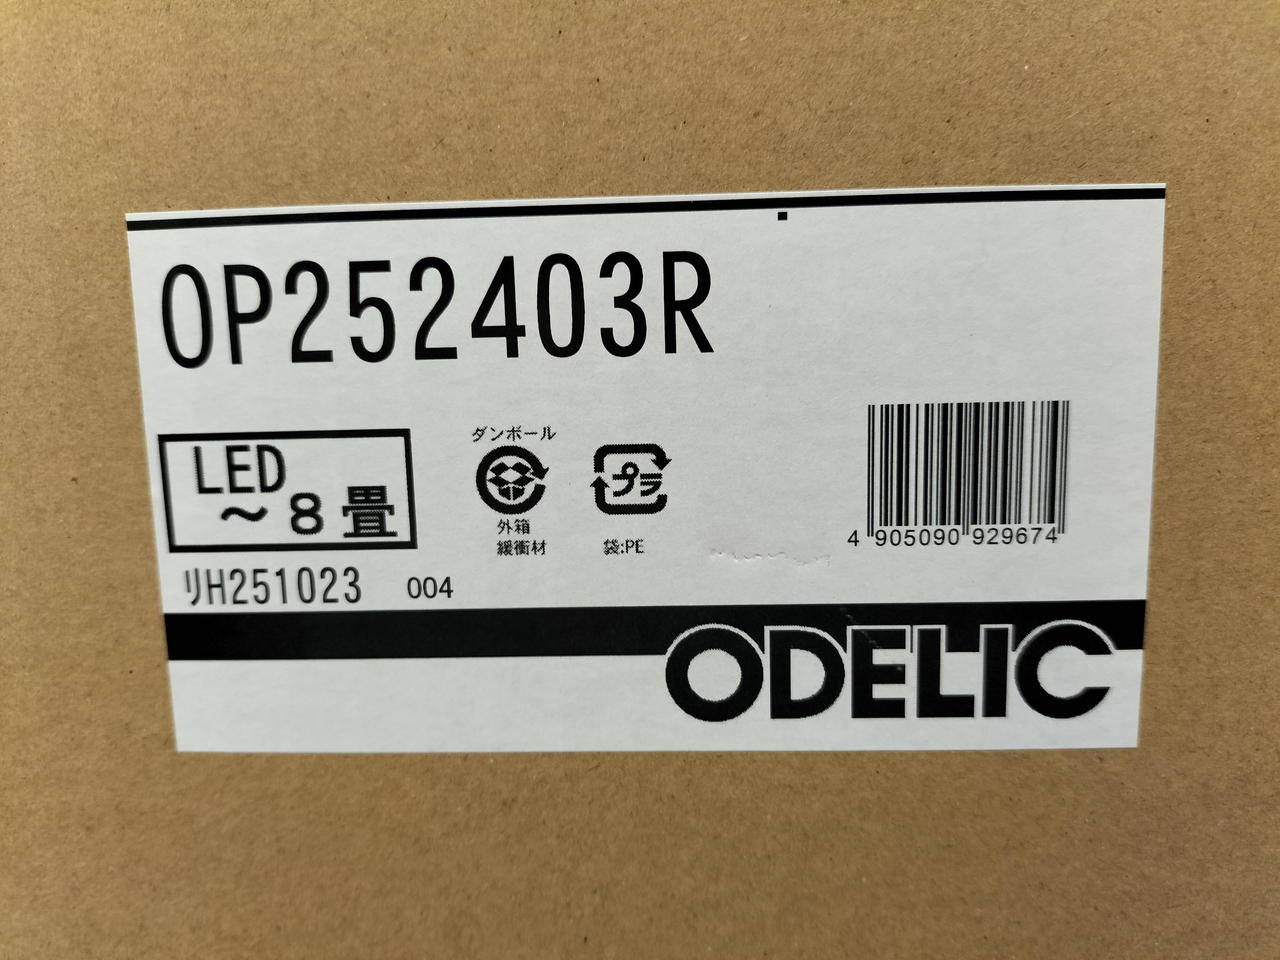 OP252403R
LED
～8畳
ダンボール
外箱
緩衝材
プラ
袋:PE
4 905090 929674
リH251023 004
ODELIC